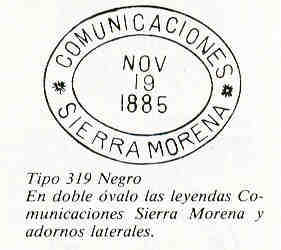 COMUNICACIONES
NOV
19
1885
SIERRA MORENA
Tipo 319 Negro
En doble óvalo las leyendas Co-
municaciones Sierra Morena y
adornos laterales.